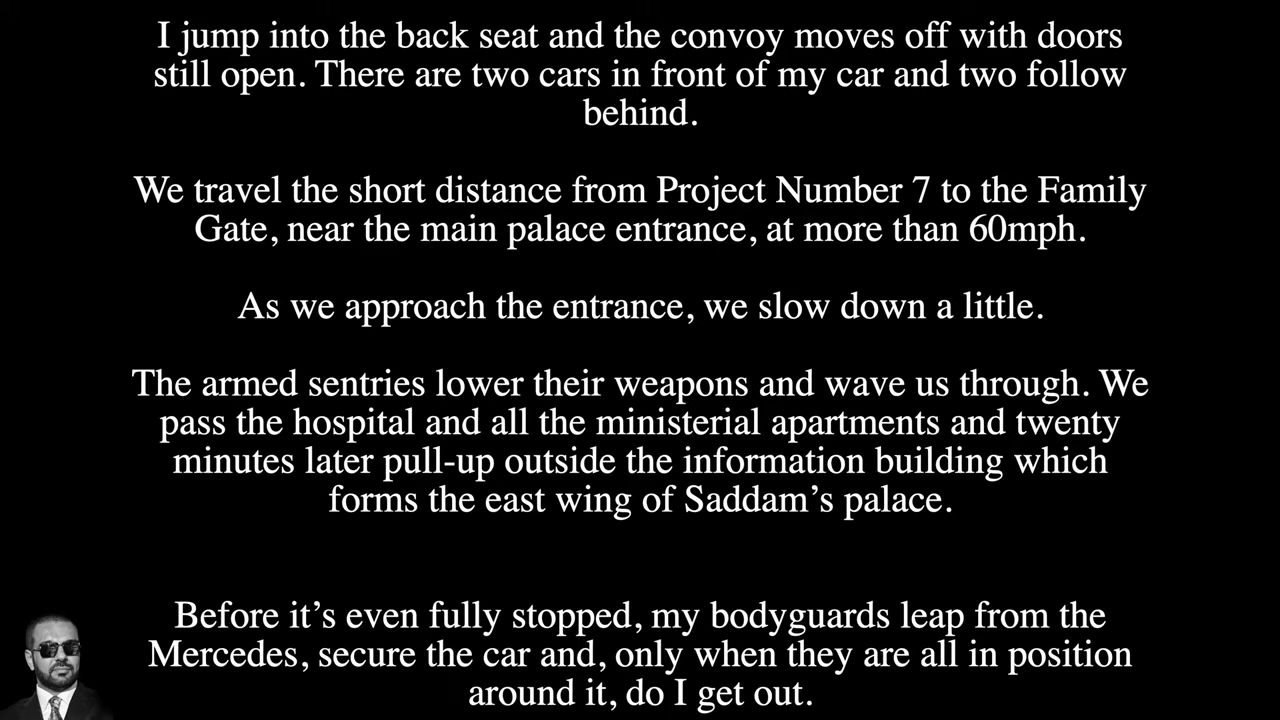 I jump into the back seat and the convoy moves off with doors
still open. There are two cars in front of my car and two follow
behind.
We travel the short distance from Project Number 7 to the Family
Gate, near the main palace entrance, at more than 60mph.
As we approach the entrance, we slow down a little.
The armed sentries lower their weapons and wave us through. We
pass the hospital and all the ministerial apartments and twenty
minutes later pull-up outside the information building which
forms the east wing of Saddam’s palace.
Before it’s even fully stopped, my bodyguards leap from the
Mercedes, secure the car and, only when they are all in position
around it, do I get out.